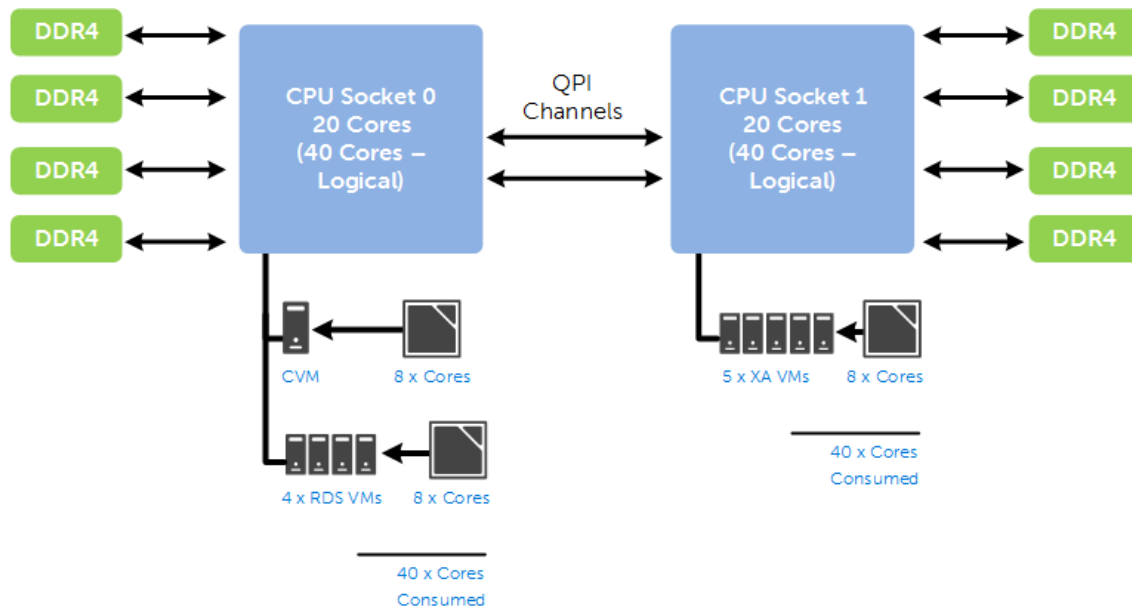 DDR4
DDR4
DDR4
DDR4
CPU Socket 0
20 Cores
(40 Cores –
Logical)
QPI
Channels
CPU Socket 1
20 Cores
(40 Cores –
Logical)
DDR4
DDR4
DDR4
DDR4
CVM
8 x Cores
4 x RDS VMs
8 x Cores
40 x Cores
Consumed
5 x XA VMs
8 x Cores
40 x Cores
Consumed